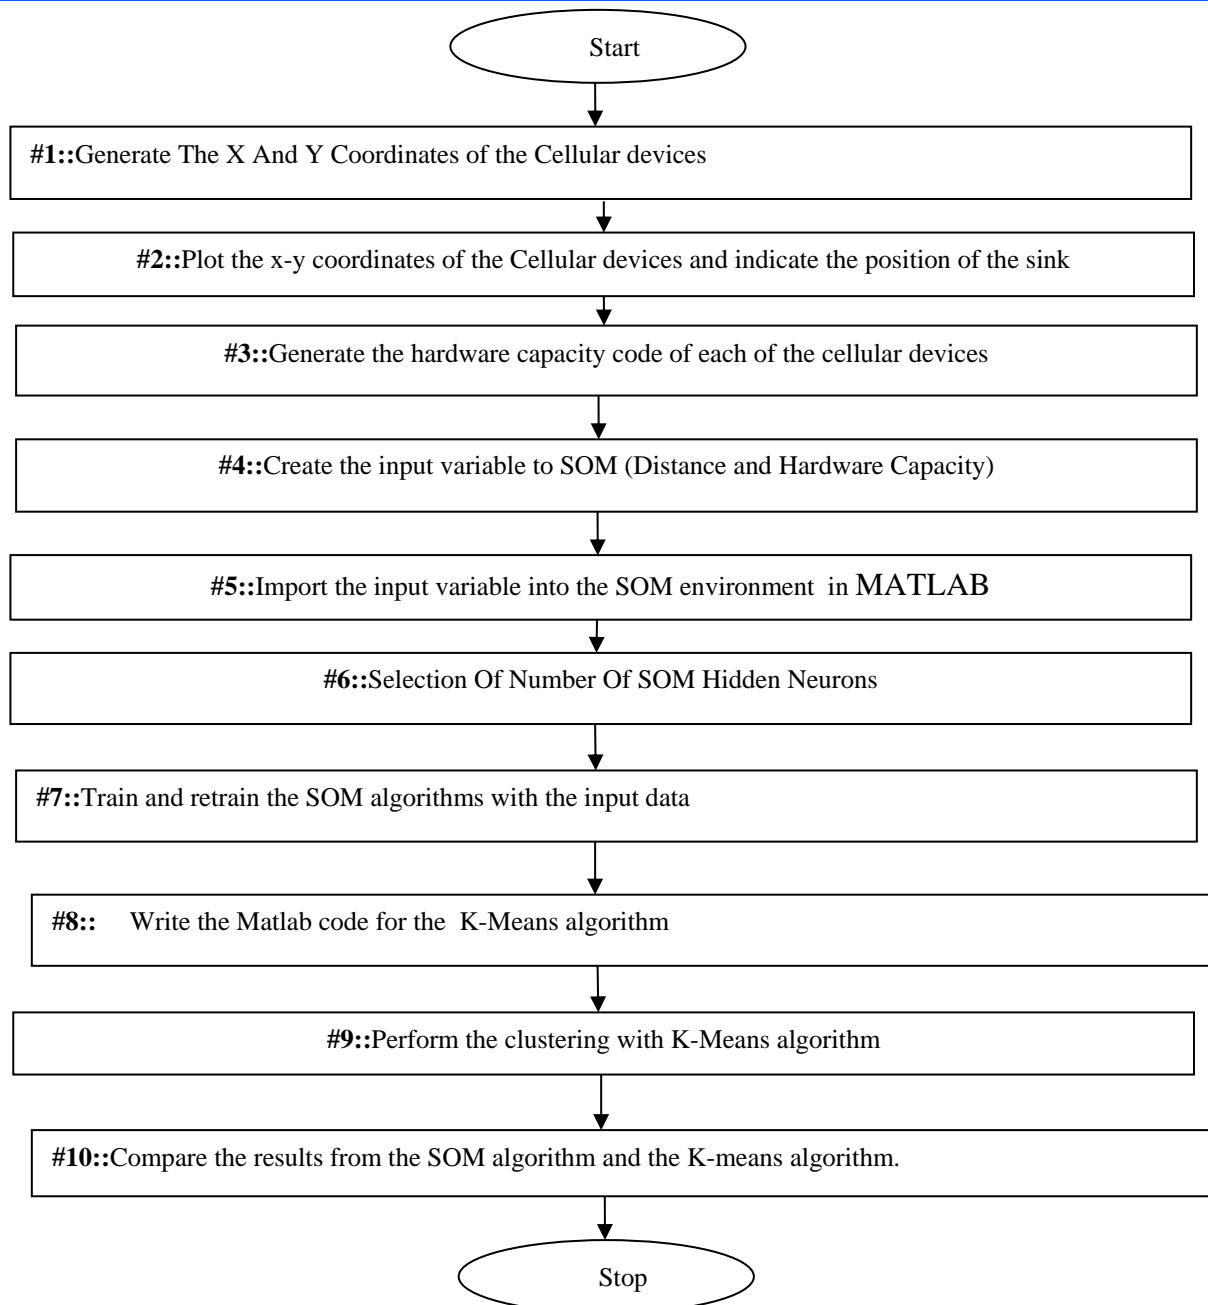 Start
#1::Generate The X And Y Coordinates of the Cellular devices
#2::Plot the x-y coordinates of the Cellular devices and indicate the position of the sink
#3::Generate the hardware capacity code of each of the cellular devices
#4::Create the input variable to SOM (Distance and Hardware Capacity)
#5::Import the input variable into the SOM environment in MATLAB
#6::Selection Of Number Of SOM Hidden Neurons
#7::Train and retrain the SOM algorithms with the input data
#8:: Write the Matlab code for the K-Means algorithm
#9::Perform the clustering with K-Means algorithm
#10::Compare the results from the SOM algorithm and the K-means algorithm.
Stop